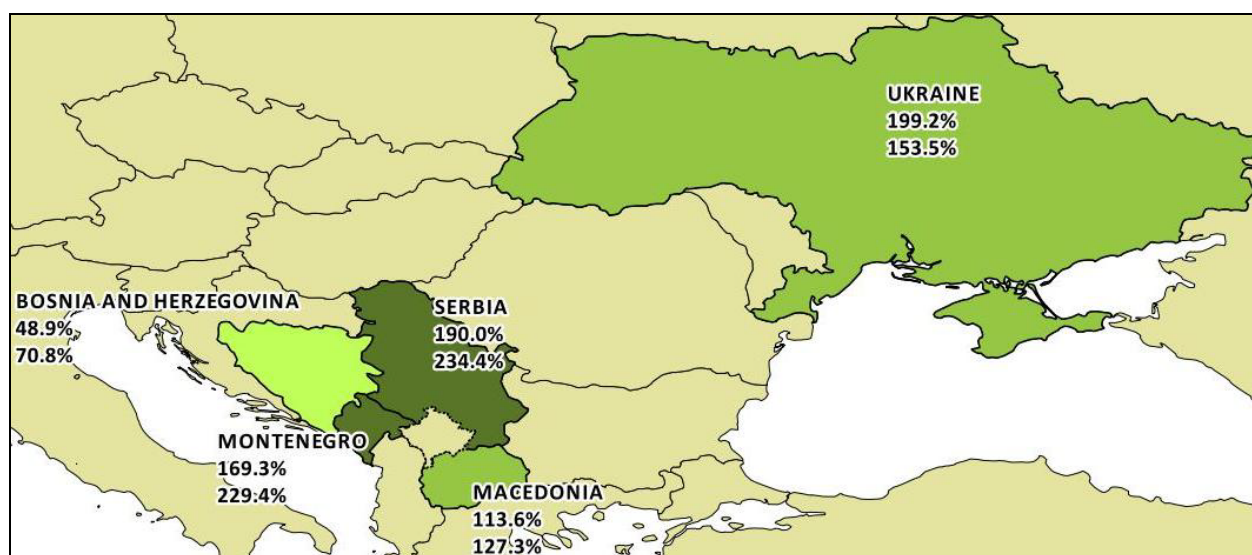 UKRAINE
199.2%
153.5%
BOSNIA AND HERZEGOVINA
48.9%
70.8%
SERBIA
190.0%
234.4%
MONTENEGRO
169.3%
229.4%
MACEDONIA
113.6%
127.3%